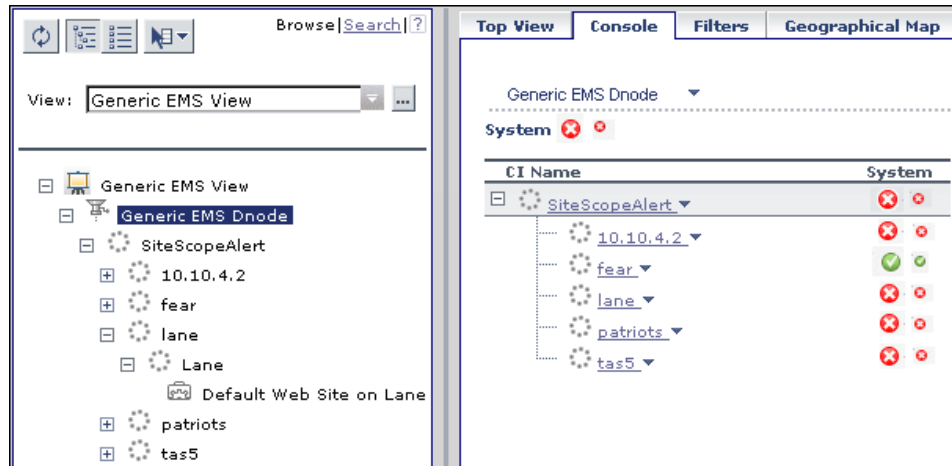 Browse|Search|?
View: Generic EMS View ...
Generic EMS View
Generic EMS Dnode
SiteScopeAlert
10.10.4.2
fear
lane
Lane
Default Web Site on Lane
patriots
tas5
Top View Console Filters Geographical Map
Generic EMS Dnode
System
CI Name System
SiteScopeAlert
10.10.4.2
fear
lane
patriots
tas5